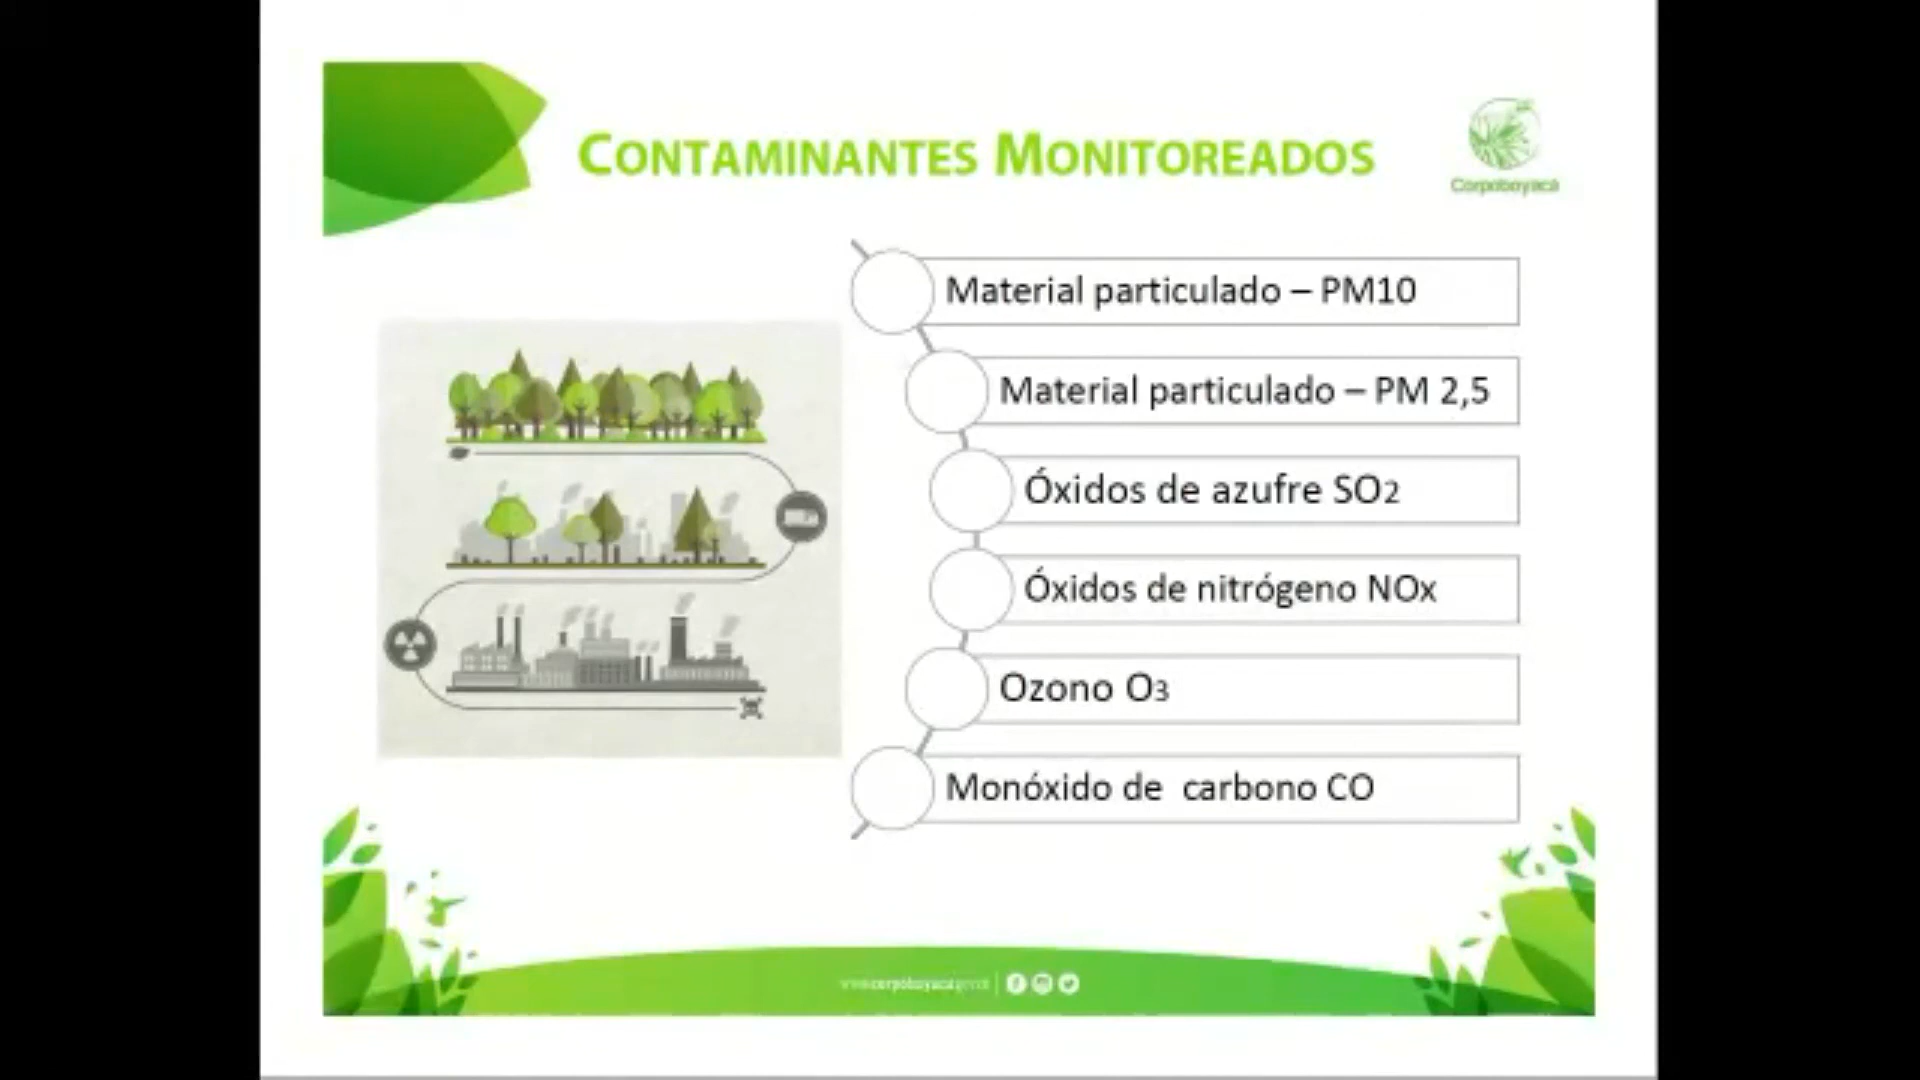 CONTAMINANTES MONITOREADOS
Corpoboyacá
Material particulado – PM10
Material particulado – PM 2,5
Óxidos de azufre SO2
Óxidos de nitrógeno NOx
Ozono O3
Monóxido de carbono CO